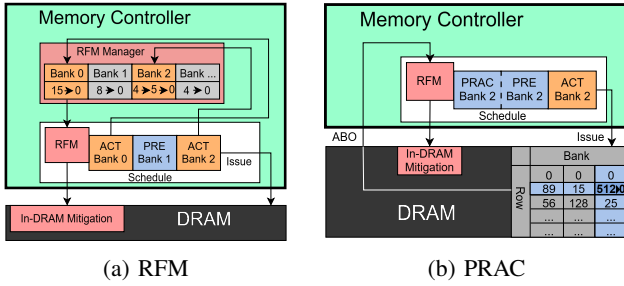 Memory Controller
RFM Manager
Bank 0 Bank 1 Bank 2 Bank ...
15➤0 8➤0 4➤5➤0 4➤0
RFM
ACT Bank 0
PRE Bank 1
ACT Bank 2
Schedule
Issue
In-DRAM Mitigation
DRAM
(a) RFM
Memory Controller
RFM
PRAC Bank 2
PRE Bank 2
ACT Bank 2
Schedule
ABO
Issue
In-DRAM
Mitigation
DRAM
Bank
Row
0 0 0
89 15 512➤0
56 128 25
... ... ...
... ... ...
(b) PRAC